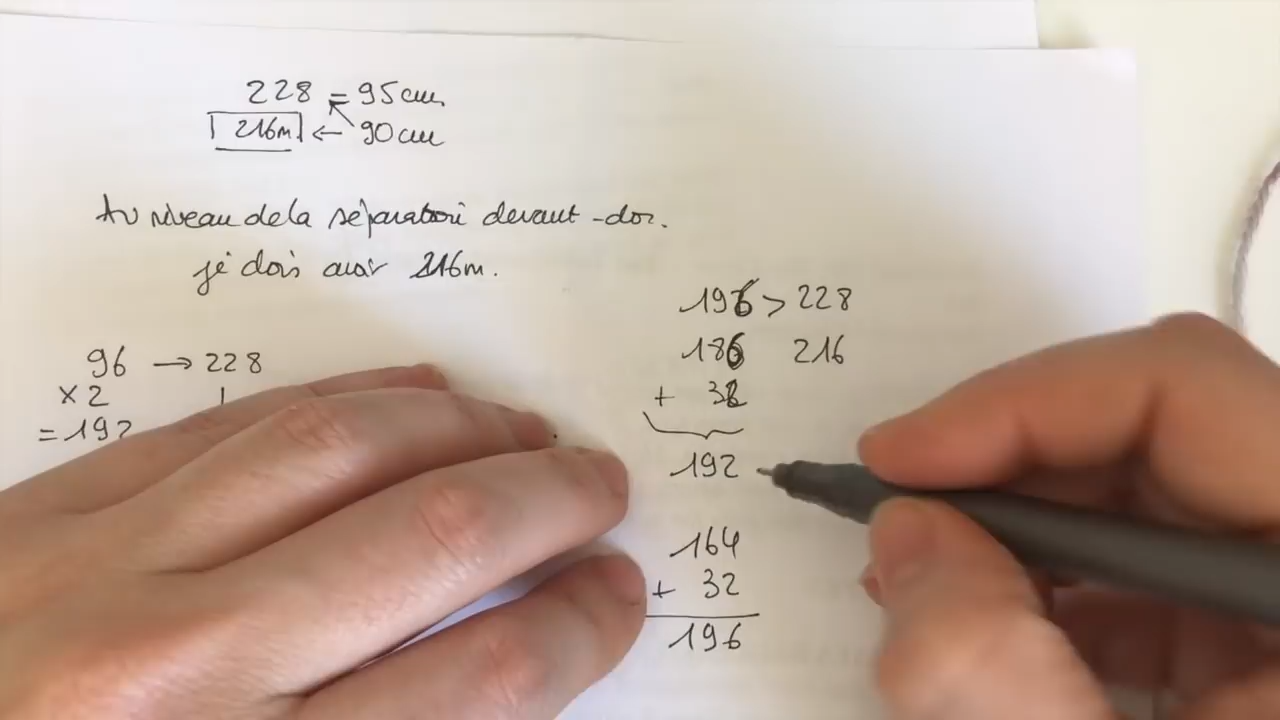 228 = 95cm
216m ← 90cm
Au niveau de la séparation devant-dos.
je dois avoir 216m.
96 → 228
× 2
= 192
196 > 228
186 216
+ 32
192
164
+ 32
196